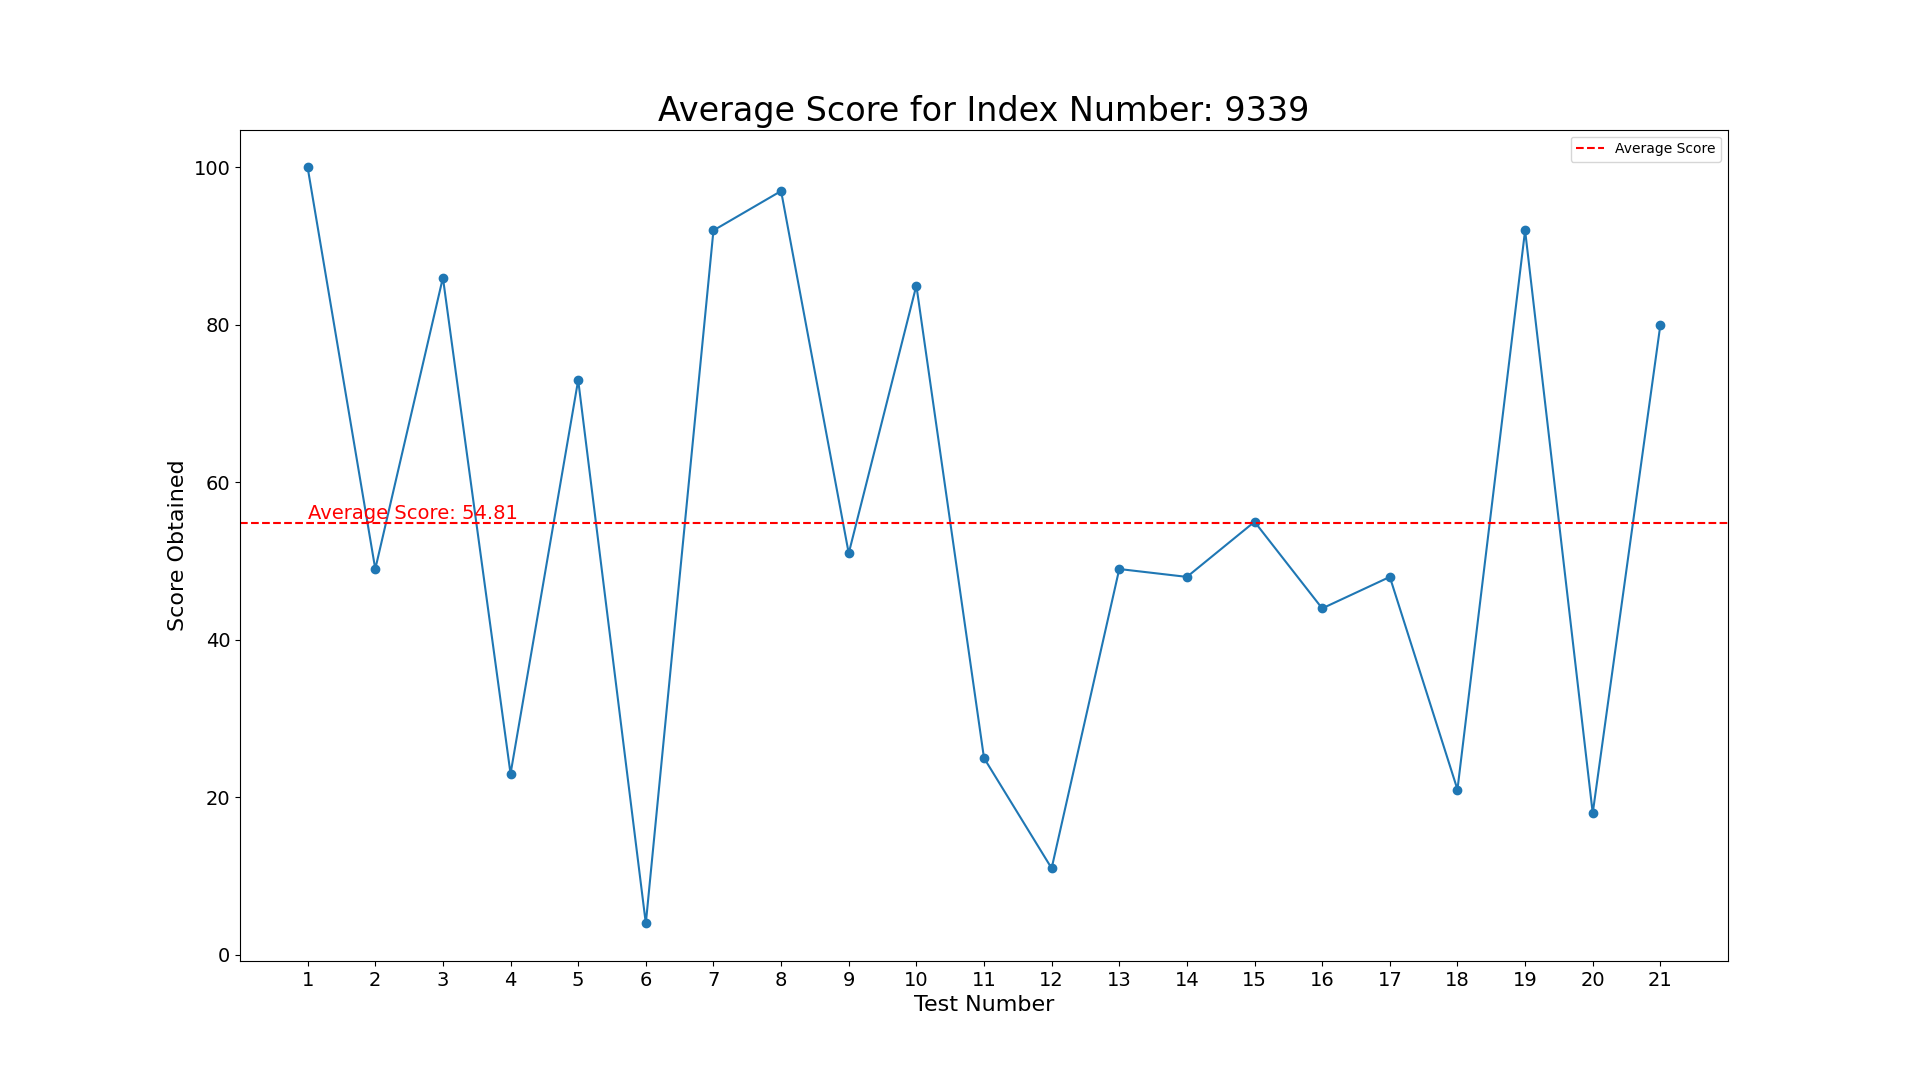 Average Score for Index Number: 9339
Average Score
100
80
60
40
20
0
Score Obtained
Average Score: 54.81
1 2 3 4 5 6 7 8 9 10 11 12 13 14 15 16 17 18 19 20 21
Test Number